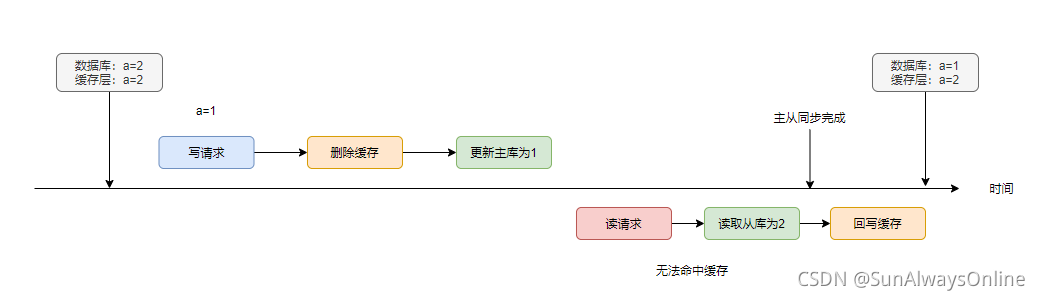 数据库：a=2
缓存层：a=2
数据库：a=1
缓存层：a=2
a=1
主从同步完成
写请求
删除缓存
更新主库为1
时间
读请求
读取从库为2
回写缓存
无法命中缓存
CSDN @SunAlwaysOnline